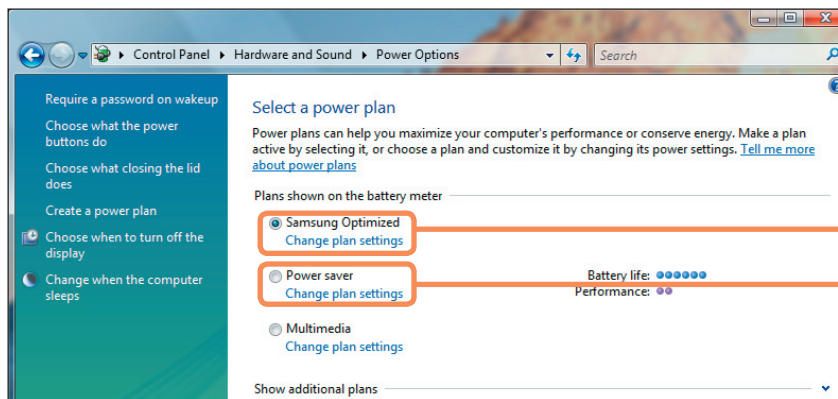 Control Panel ▸ Hardware and Sound ▸ Power Options
Search
Require a password on wakeup
Choose what the power
buttons do
Choose what closing the lid
does
Create a power plan
Choose when to turn off the
display
Change when the computer
sleeps
Select a power plan
Power plans can help you maximize your computer's performance or conserve energy. Make a plan
active by selecting it, or choose a plan and customize it by changing its power settings. Tell me more
about power plans
Plans shown on the battery meter
Samsung Optimized
Change plan settings
Power saver Battery life:
Change plan settings Performance:
Multimedia
Change plan settings
Show additional plans